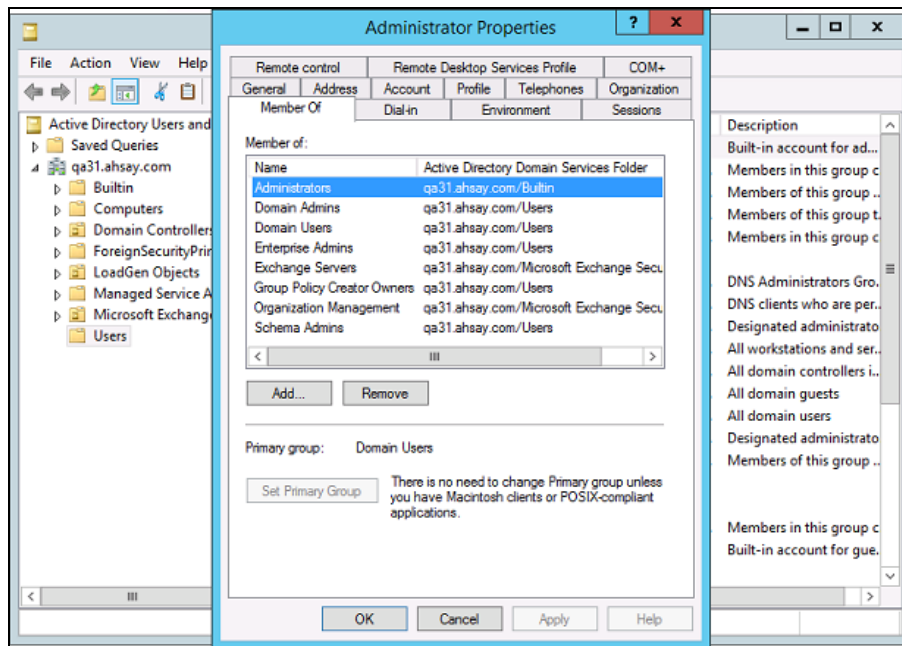 Administrator Properties
?
x
x
File Action View Help
Active Directory Users and
Saved Queries
qa31.ahsay.com
Builtin
Computers
Domain Controllers
ForeignSecurityPrin
LoadGen Objects
Managed Service A
Microsoft Exchange
Users
Remote control Remote Desktop Services Profile COM+
General Address Account Profile Telephones Organization
Member Of Dial-in Environment Sessions
Member of:
Name Active Directory Domain Services Folder
Administrators qa31.ahsay.com/Builtin
Domain Admins qa31.ahsay.com/Users
Domain Users qa31.ahsay.com/Users
Enterprise Admins qa31.ahsay.com/Users
Exchange Servers qa31.ahsay.com/Microsoft Exchange Secu
Group Policy Creator Owners qa31.ahsay.com/Users
Organization Management qa31.ahsay.com/Microsoft Exchange Secu
Schema Admins qa31.ahsay.com/Users
Add... Remove
Primary group: Domain Users
Set Primary Group
There is no need to change Primary group unless
you have Macintosh clients or POSIX-compliant
applications.
OK Cancel Apply Help
Description
Built-in account for ad...
Members in this group c
Members of this group ..
Members of this group t.
Members in this group c
DNS Administrators Gro.
DNS clients who are per..
Designated administrato
All workstations and ser..
All domain controllers i..
All domain guests
All domain users
Designated administrato
Members of this group ..
Members in this group c
Built-in account for gue.